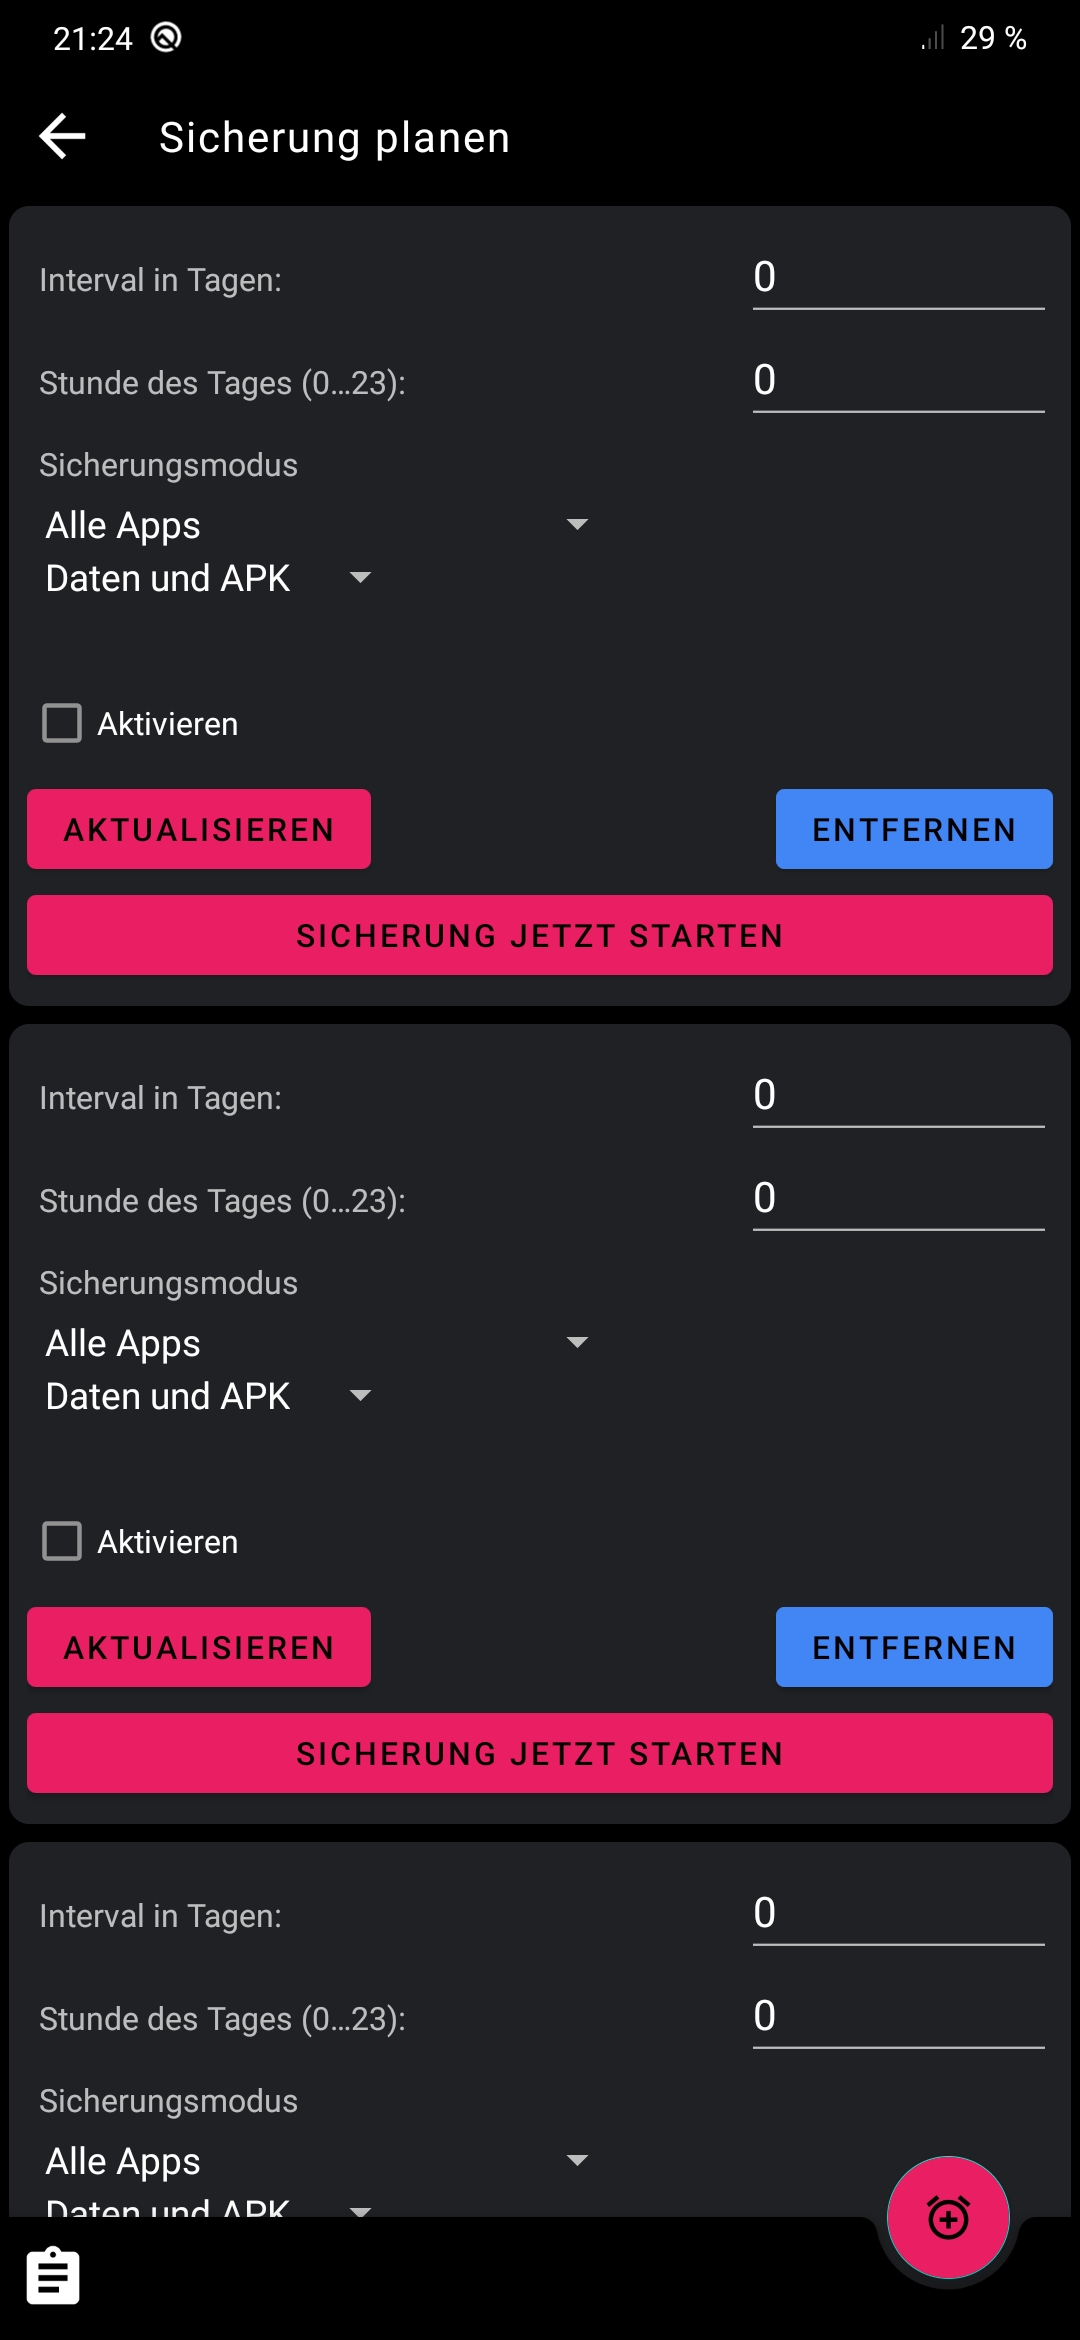 21:24
29 %
Sicherung planen
Interval in Tagen:
0
Stunde des Tages (0…23):
0
Sicherungsmodus
Alle Apps
Daten und APK
Aktivieren
AKTUALISIEREN
ENTFERNEN
SICHERUNG JETZT STARTEN
Interval in Tagen:
0
Stunde des Tages (0…23):
0
Sicherungsmodus
Alle Apps
Daten und APK
Aktivieren
AKTUALISIEREN
ENTFERNEN
SICHERUNG JETZT STARTEN
Interval in Tagen:
0
Stunde des Tages (0…23):
0
Sicherungsmodus
Alle Apps
Daten und APK